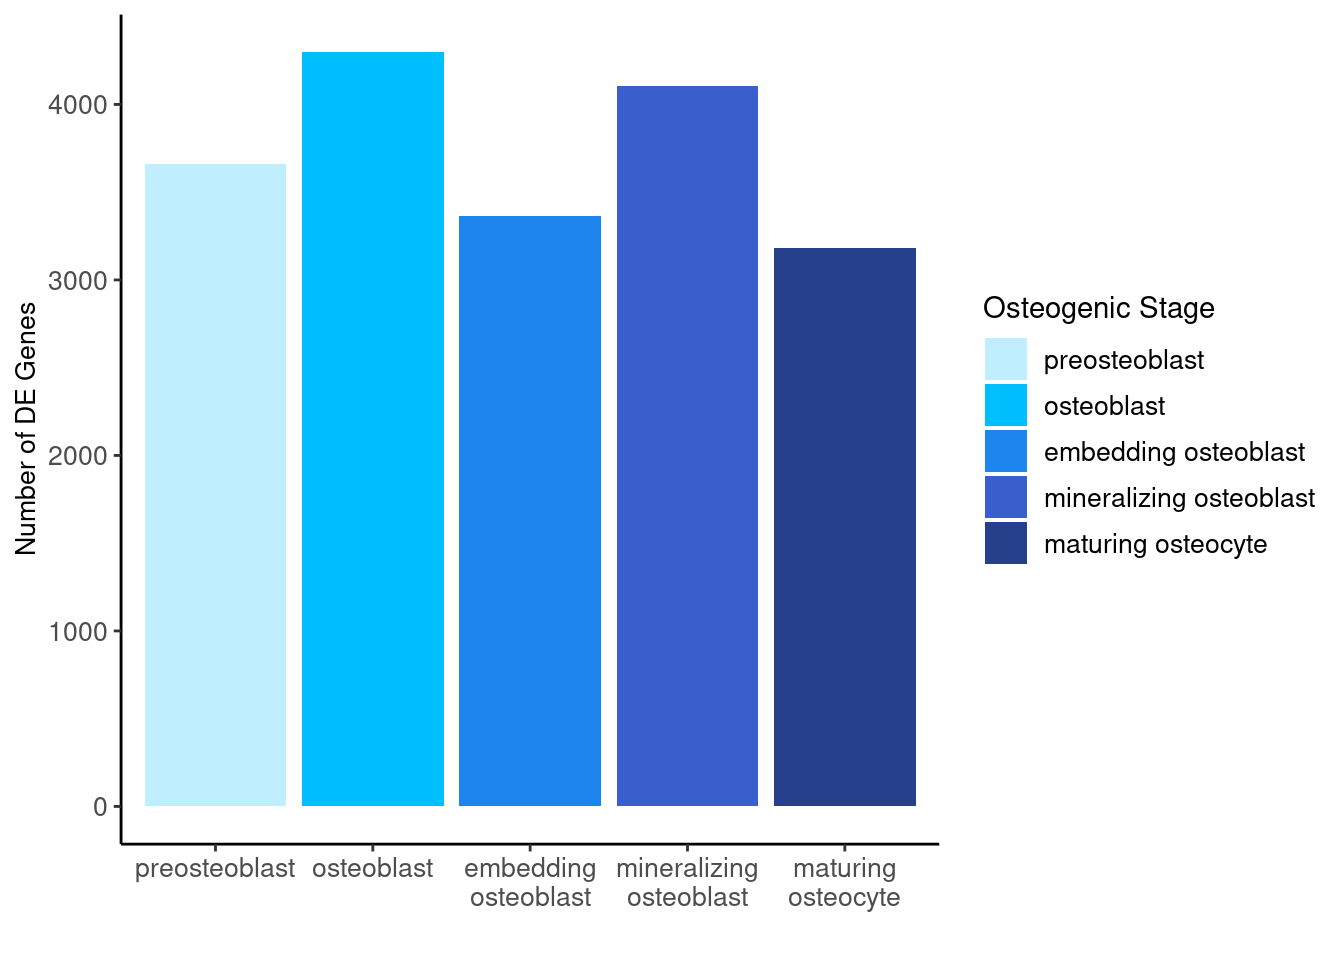 Number of DE Genes
4000
3000
2000
1000
0
preosteoblast
osteoblast
embedding
osteoblast
mineralizing
osteoblast
maturing
osteocyte
Osteogenic Stage
preosteoblast
osteoblast
embedding osteoblast
mineralizing osteoblast
maturing osteocyte